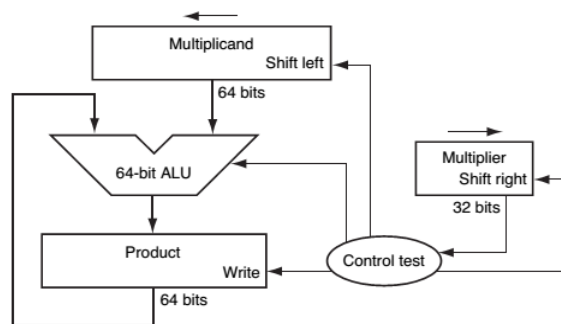 Multiplicand
Shift left
64 bits
64-bit ALU
Multiplier
Shift right
32 bits
Product
Write
Control test
64 bits